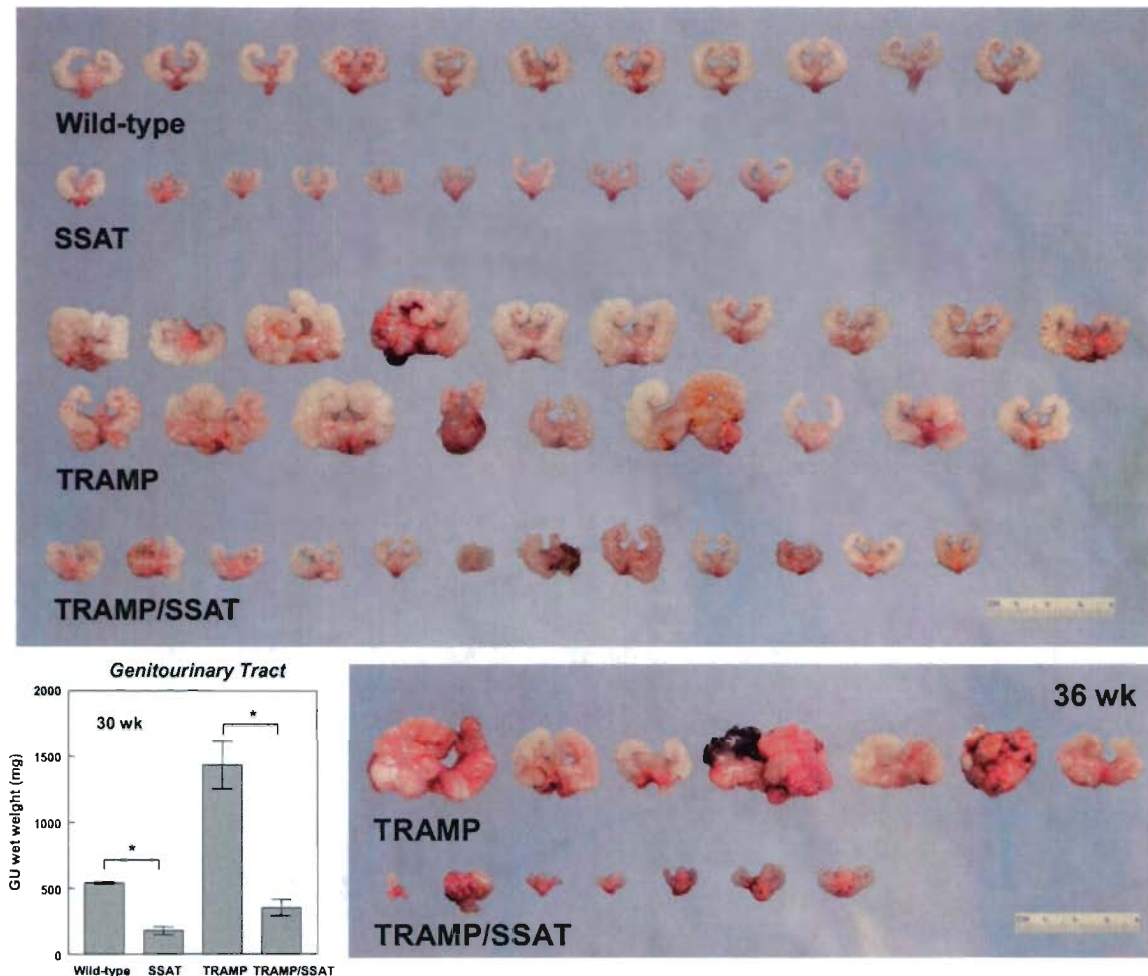 Wild-type
SSAT
TRAMP
TRAMP/SSAT
Genitourinary Tract
GU wet weight (mg)
2000
1500
1000
500
0
30 wk
*
*
Wild-type SSAT TRAMP TRAMP/SSAT
36 wk
TRAMP
TRAMP/SSAT